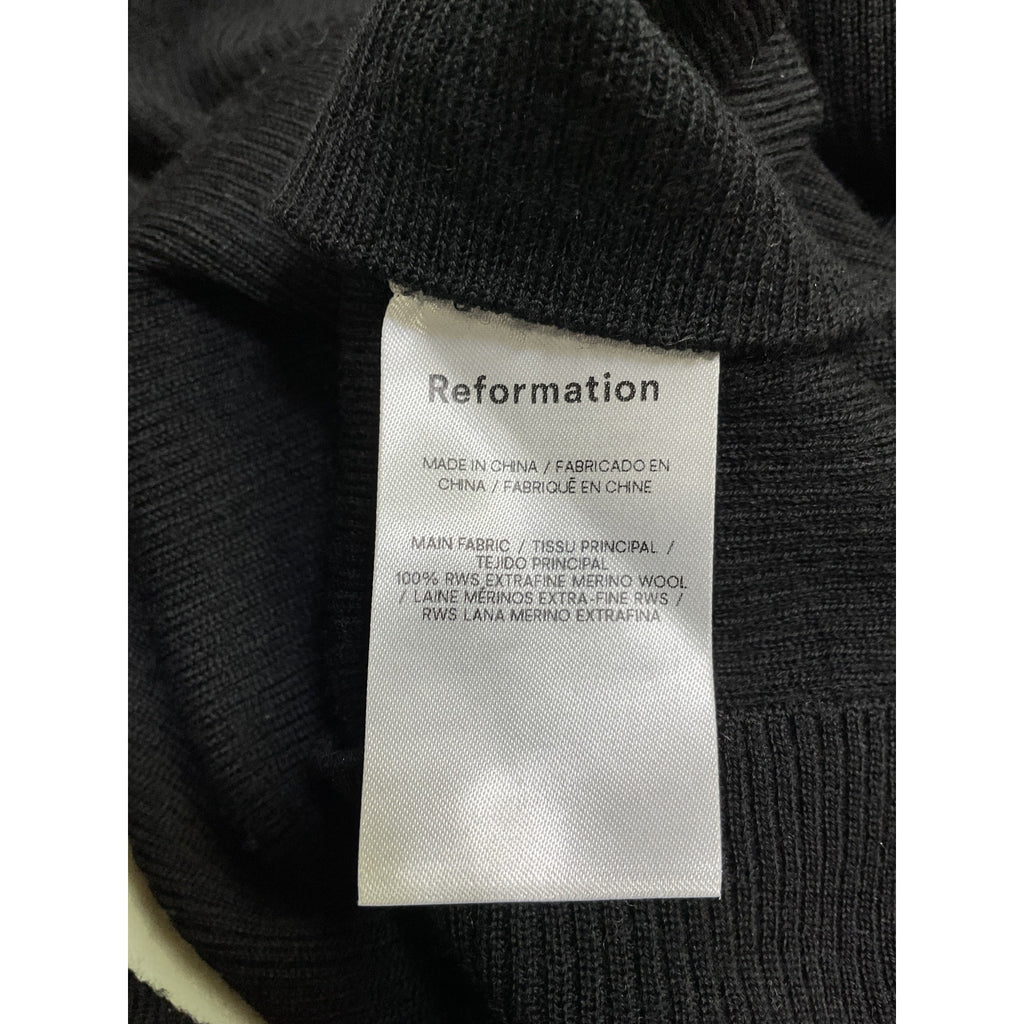 Reformation
MADE IN CHINA / FABRICADO EN
CHINA / FABRIQUĒ EN CHINE
MAIN FABRIC / TISSU PRINCIPAL /
TEJIDO PRINCIPAL
100% RWS EXTRAFINE MERINO WOOL
/ LAINE MÉRINOS EXTRA-FINE RWS /
RWS LANA MERINO EXTRAFINA